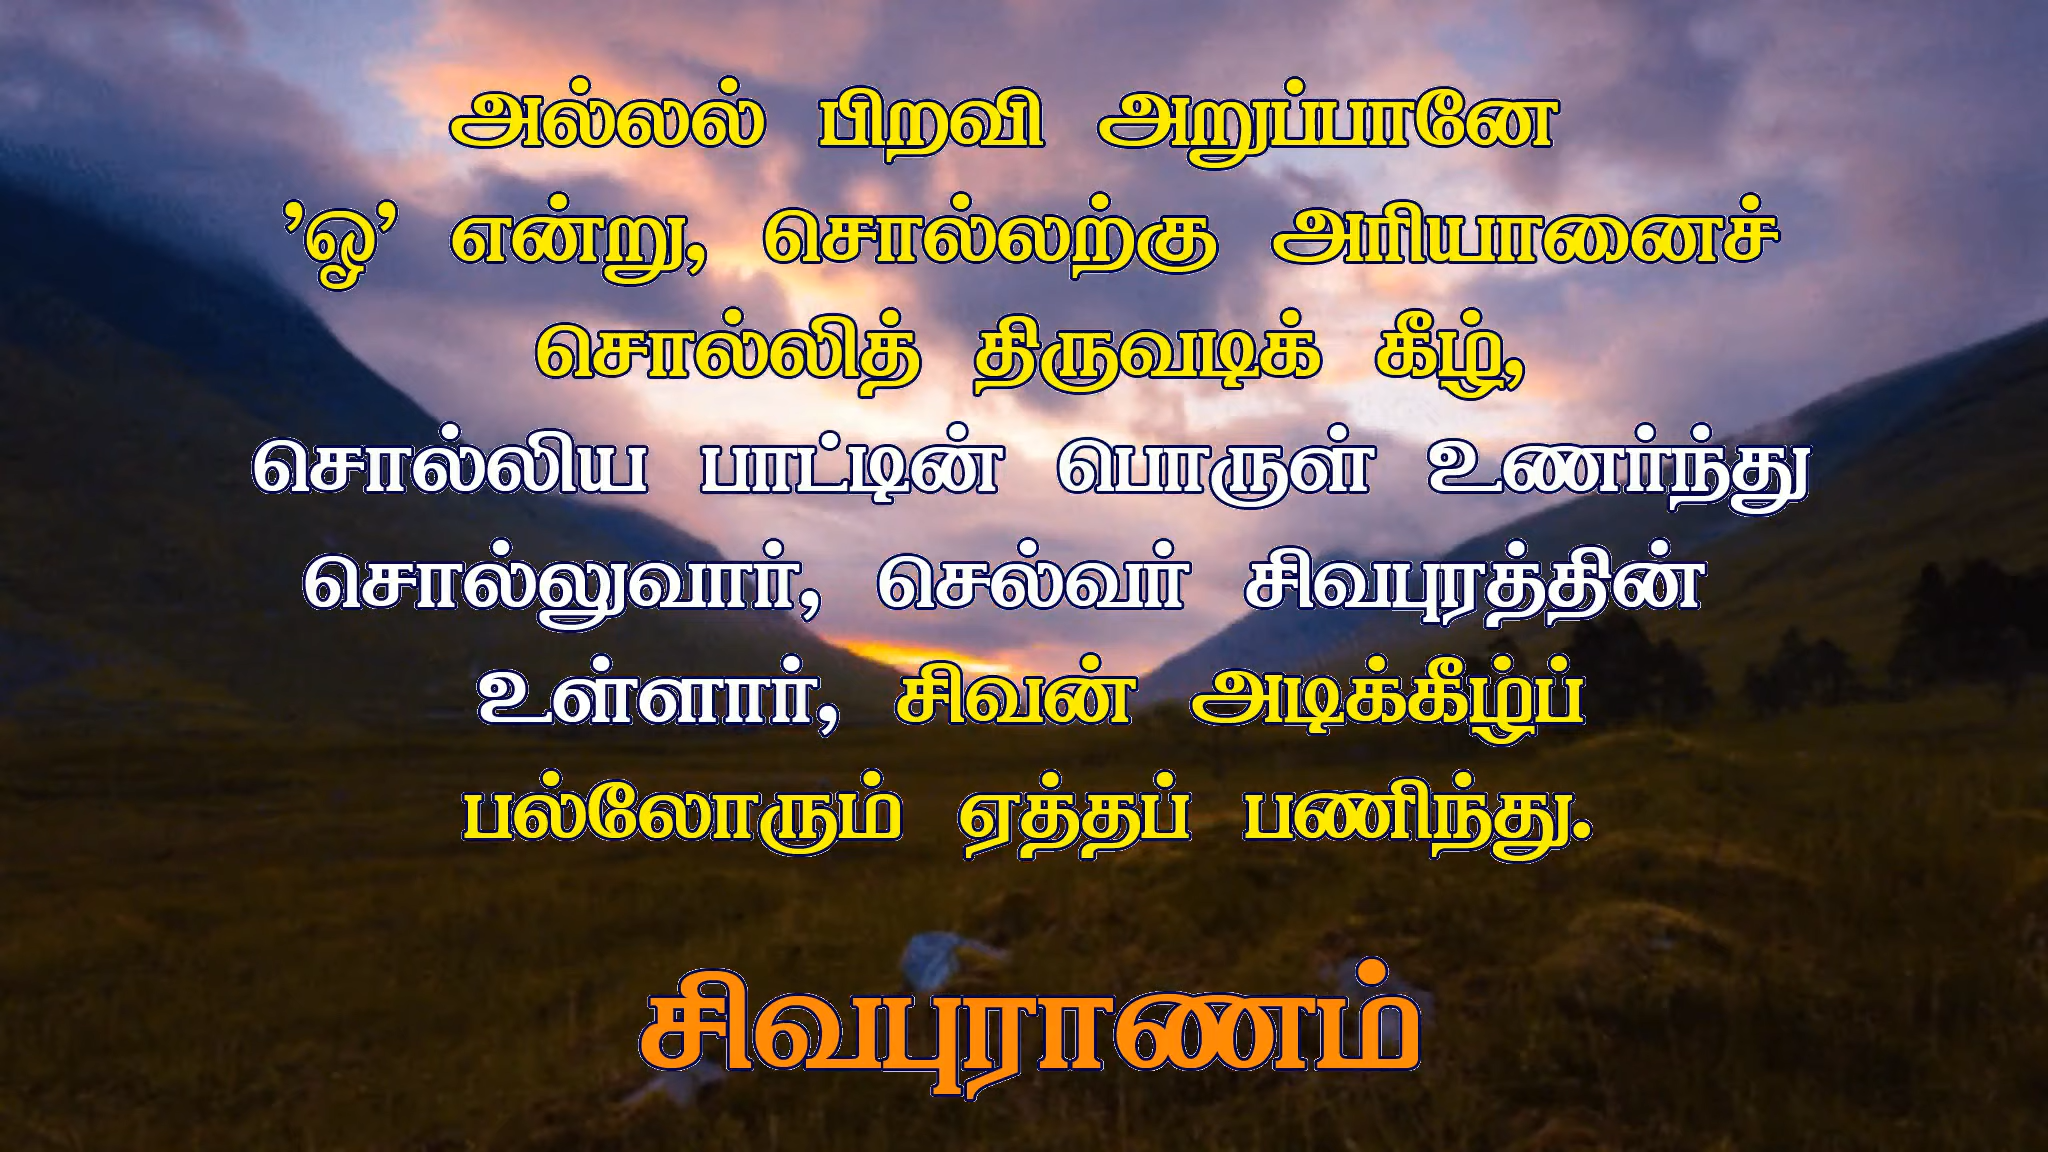 அல்லல் பிறவி அறுப்பானே
’ஓ’ என்று, சொல்லற்கு அரியானைச்
சொல்லித் திருவடிக் கீழ்,
சொல்லிய பாட்டின் பொருள் உணர்ந்து
சொல்லுவார், செல்வர் சிவபுரத்தின்
உள்ளார், சிவன் அடிக்கீழ்ப்
பல்லோரும் ஏத்தப் பணிந்து.
சிவபுராணம்